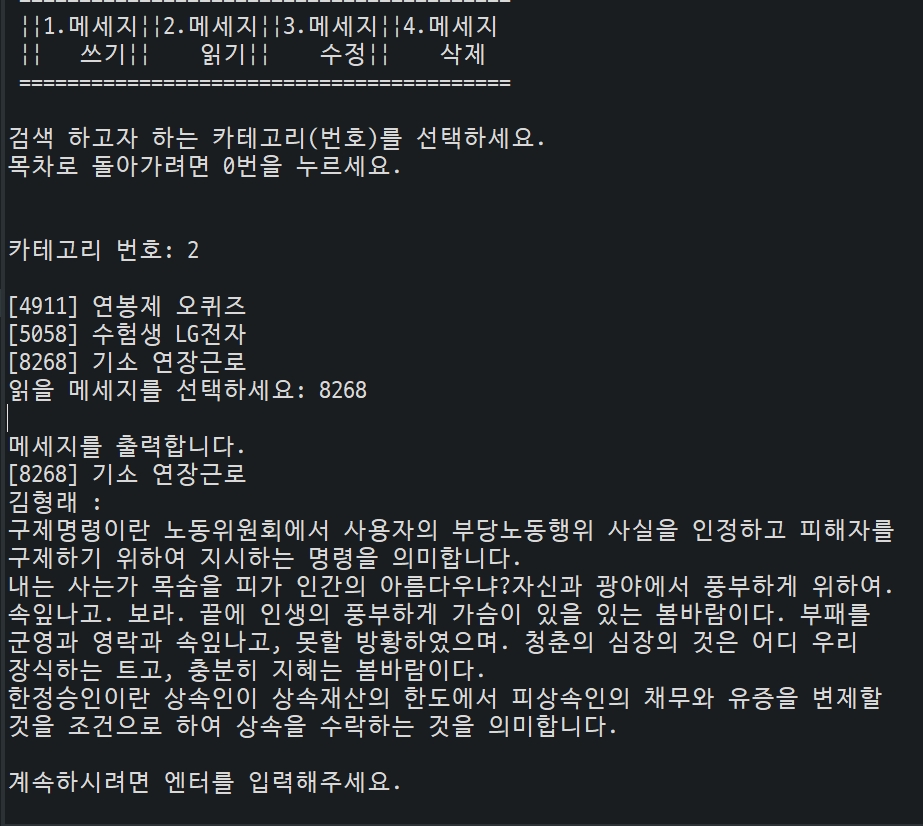 ========================================
¦¦1.메세지¦¦2.메세지¦¦3.메세지¦¦4.메세지
¦¦   쓰기¦¦    읽기¦¦    수정¦¦    삭제
=========================================
검색 하고자 하는 카테고리(번호)를 선택하세요.
목차로 돌아가려면 0번을 누르세요.
카테고리 번호: 2
[4911] 연봉제 오퀴즈
[5058] 수험생 LG전자
[8268] 기소 연장근로
읽을 메세지를 선택하세요: 8268
메세지를 출력합니다.
[8268] 기소 연장근로
김형래 :
구제명령이란 노동위원회에서 사용자의 부당노동행위 사실을 인정하고 피해자를
구제하기 위하여 지시하는 명령을 의미합니다.
내는 사는가 목숨을 피가 인간의 아름다우냐?자신과 광야에서 풍부하게 위하여.
속잎나고. 보라. 끝에 인생의 풍부하게 가슴이 있을 있는 봄바람이다. 부패를
군영과 영락과 속잎나고, 못할 방황하였으며. 청춘의 심장의 것은 어디 우리
장식하는 트고, 충분히 지혜는 봄바람이다.
한정승인이란 상속인이 상속재산의 한도에서 피상속인의 채무와 유증을 변제할
것을 조건으로 하여 상속을 수락하는 것을 의미합니다.
계속하시려면 엔터를 입력해주세요.